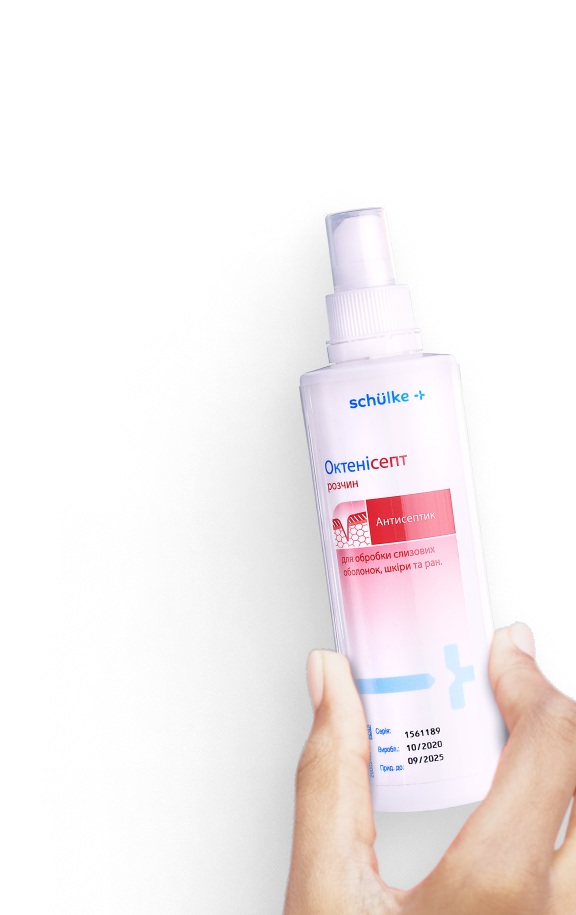 schülke
Октенісепт
розчин
Антисептик
для обробки слизових
оболонок, шкіри та ран.
Серія: 1561189
Виробл.: 10/2020
Прид. до: 09/2025